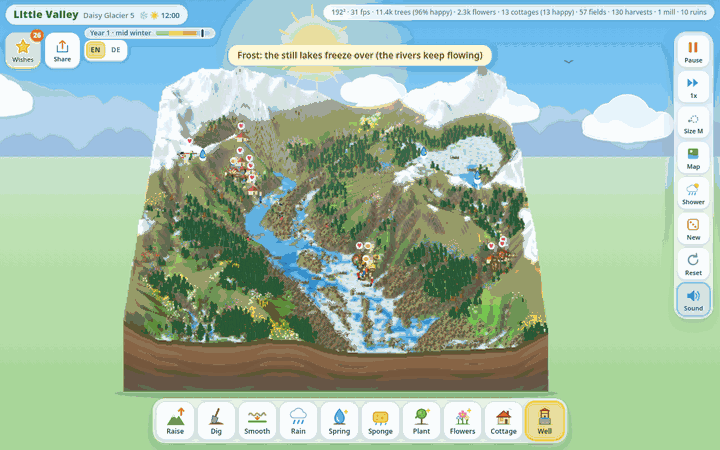 Little Valley Daisy Glacier 5 12:00
192² · 31 fps · 11.4k trees (96% happy) · 2.3k flowers · 13 cottages (13 happy) · 57 fields · 130 harvests · 1 mill · 10 ruins
Year 1 · mid winter
26
Wishes
Share
EN DE
Frost: the still lakes freeze over (the rivers keep flowing)
Pause
1x
Size M
Map
Shower
New
Reset
Sound
Raise Dig Smooth Rain Spring Sponge Plant Flowers Cottage Well